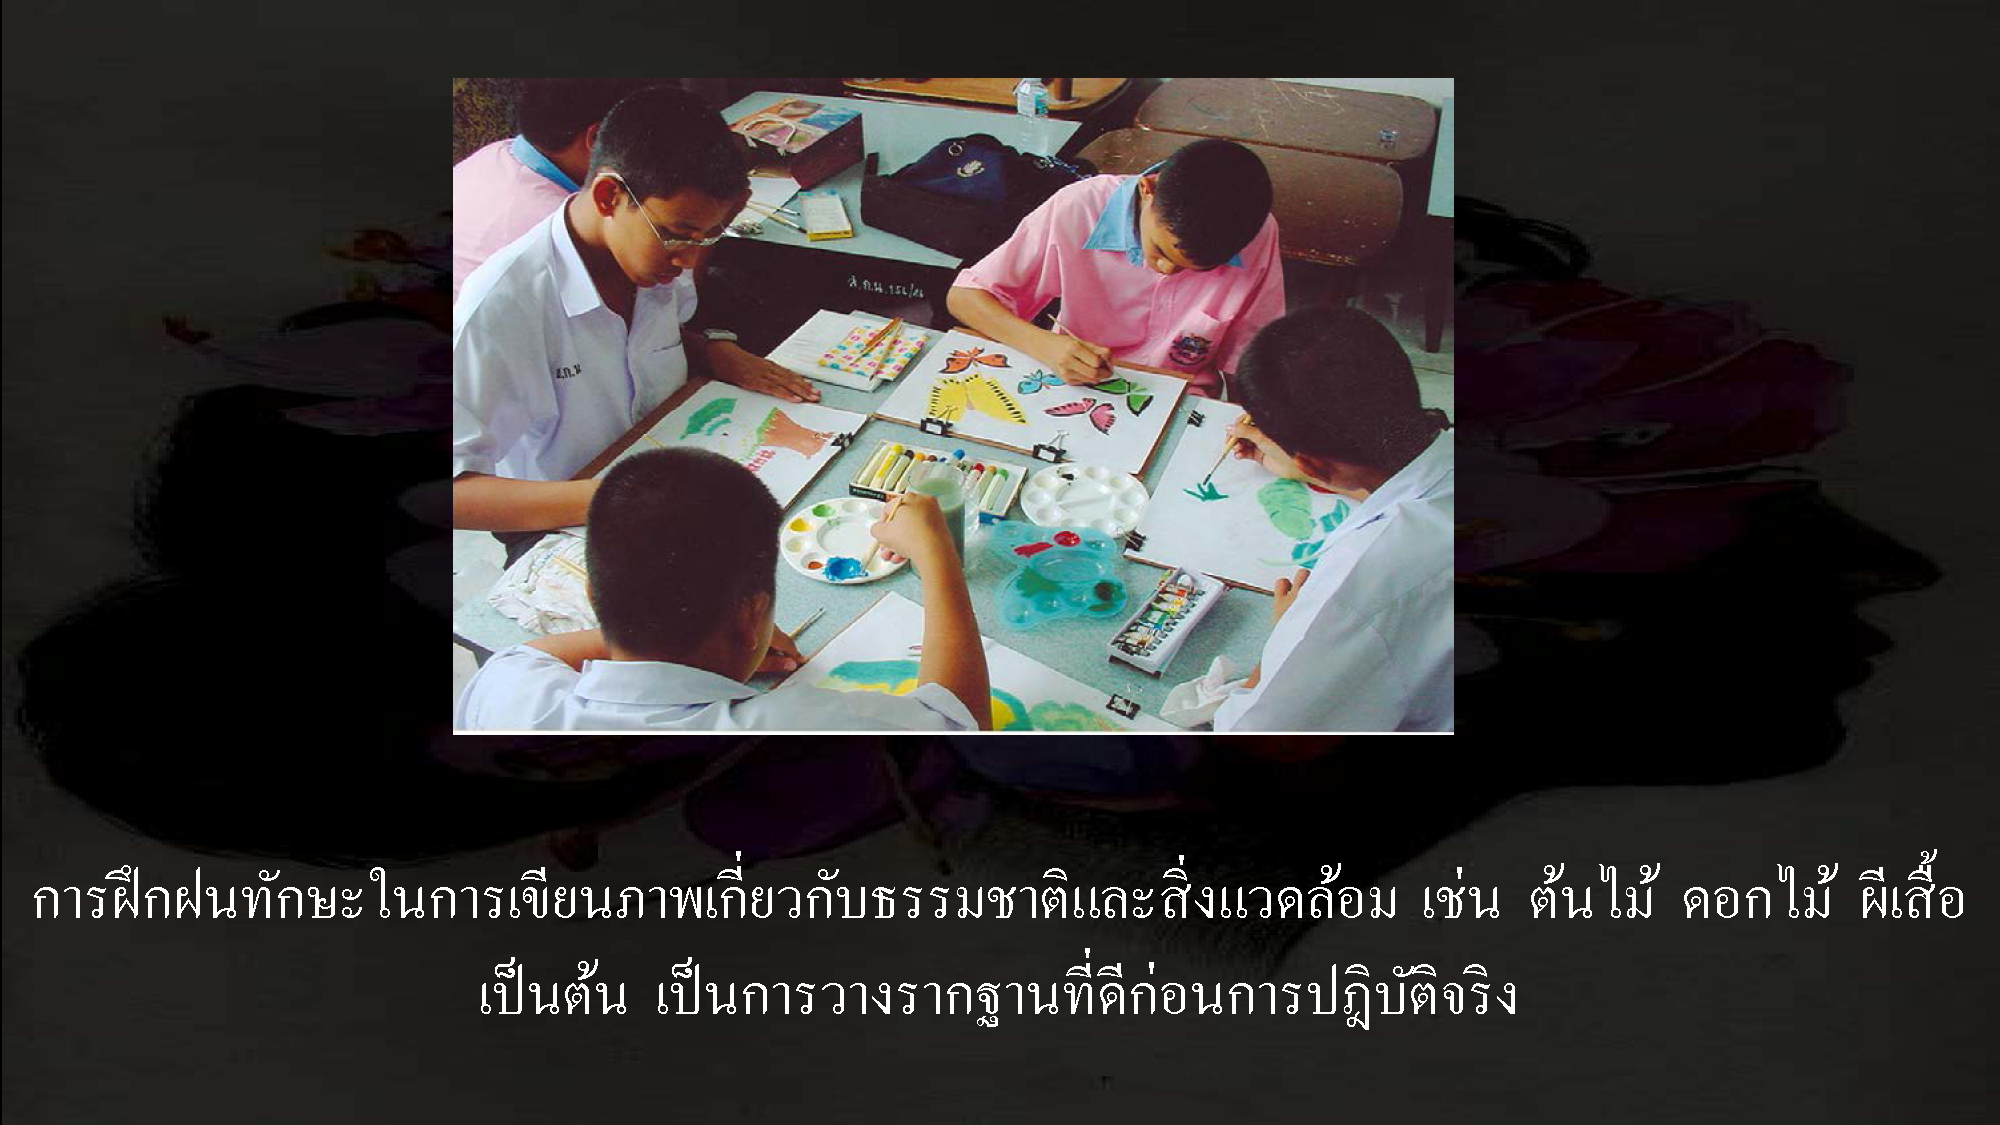 ส.ก.น.
การฝึกฝนทักษะในการเขียนภาพเกี่ยวกับธรรมชาติและสิ่งแวดล้อม เช่น ต้นไม้ ดอกไม้ ผีเสื้อ
เป็นต้น เป็นการวางรากฐานที่ดีก่อนการปฎิบัติจริง